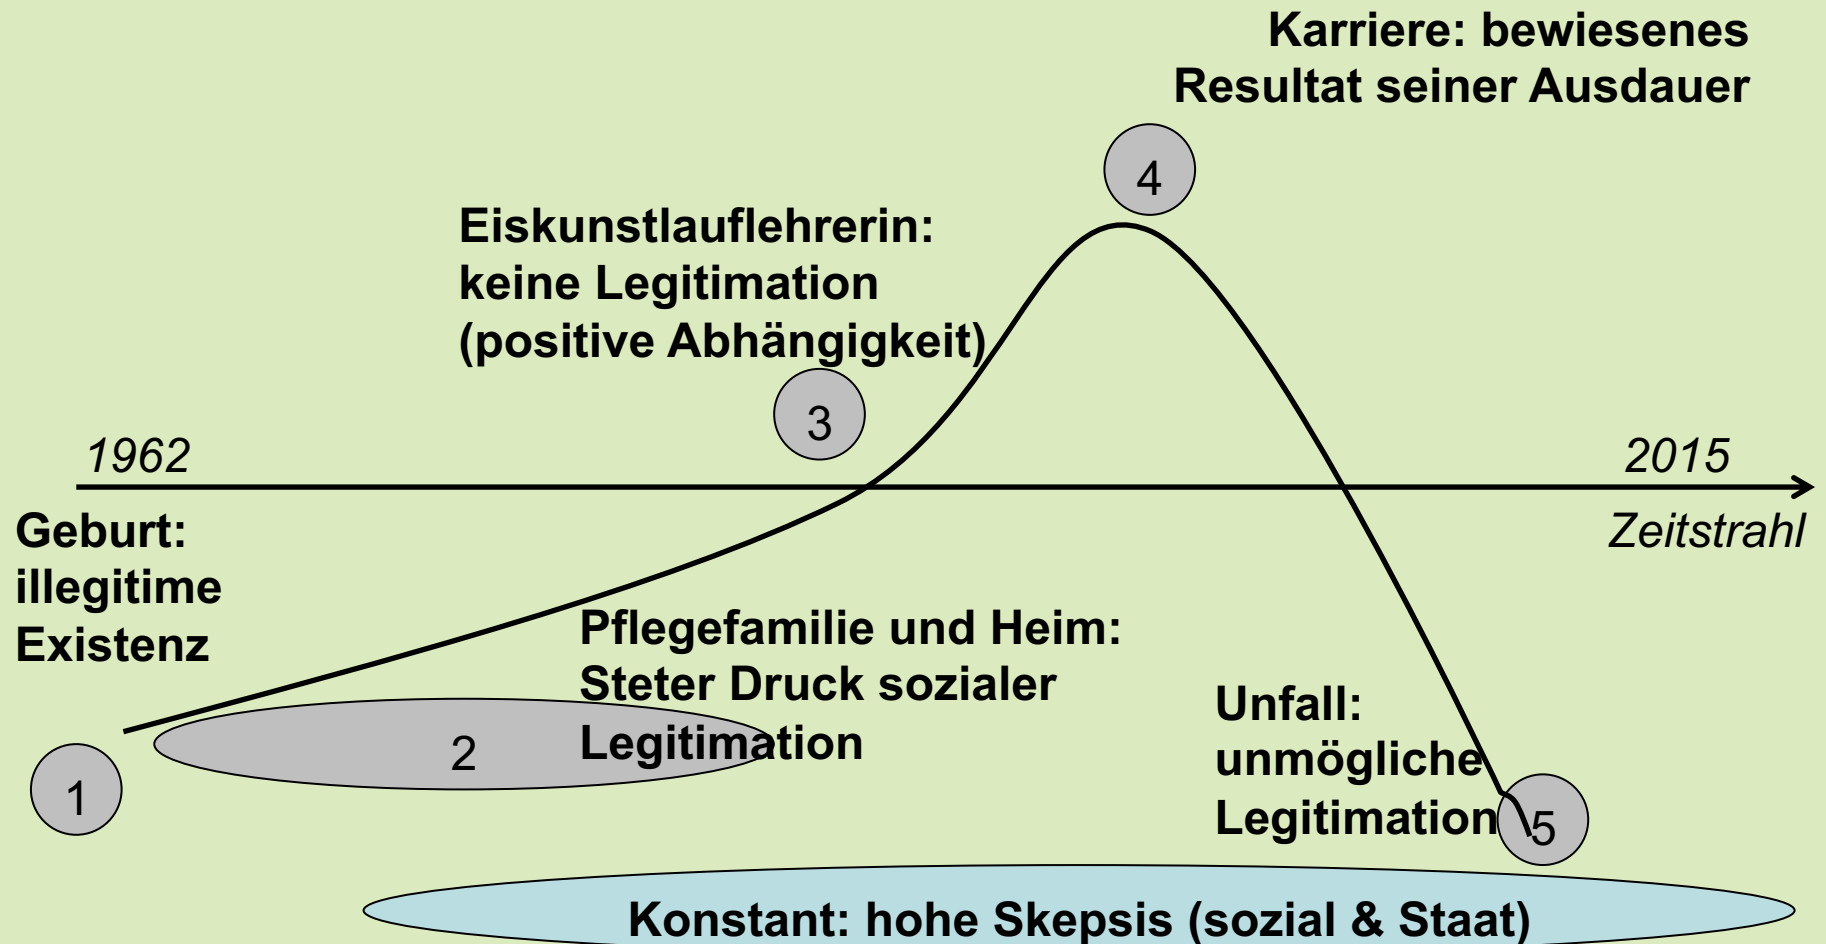 Karriere: bewiesenes
Resultat seiner Ausdauer
4
Eiskunstlauflehrerin:
keine Legitimation
(positive Abhängigkeit)
3
1962
2015
Zeitstrahl
Geburt:
illegitime
Existenz
1
2
Pflegefamilie und Heim:
Steter Druck sozialer
Legitimation
Unfall:
unmögliche
Legitimation
5
Konstant: hohe Skepsis (sozial & Staat)